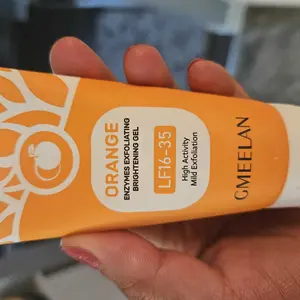 ORANGE
ENZYMES EXFOLIATING
BRIGHTENING GEL
LF16-35
High Activity
Mild Exfoliation
GMEELAN